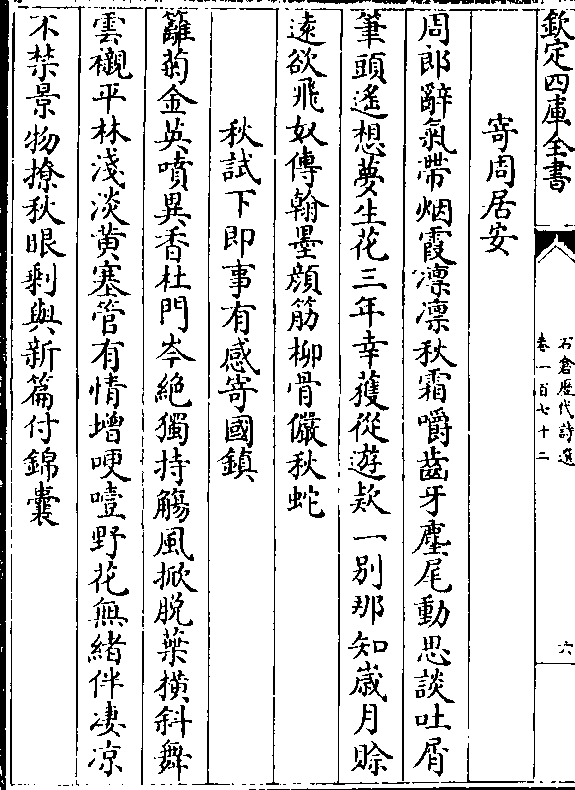 欽定四庫全書
石倉歷代詩選
卷一百七十二
六
寄周居安
周郎辭氣帶烟霞凛凛秋霜嚼齒牙麈尾動思談吐屑
筆頭遙想夢生花三年幸獲從遊欵一別那知嵗月賒
遠欲飛奴傳翰墨顔筋柳骨儼秋蛇
秋試下即事有感寄國鎮
籬菊金英噴異香杜門岑絶獨持觴風掀脱葉横斜舞
雲襯平林淺淡黄塞管有情增哽噎野花無緒伴凄凉
不禁景物撩秋眼剩與新篇付錦囊